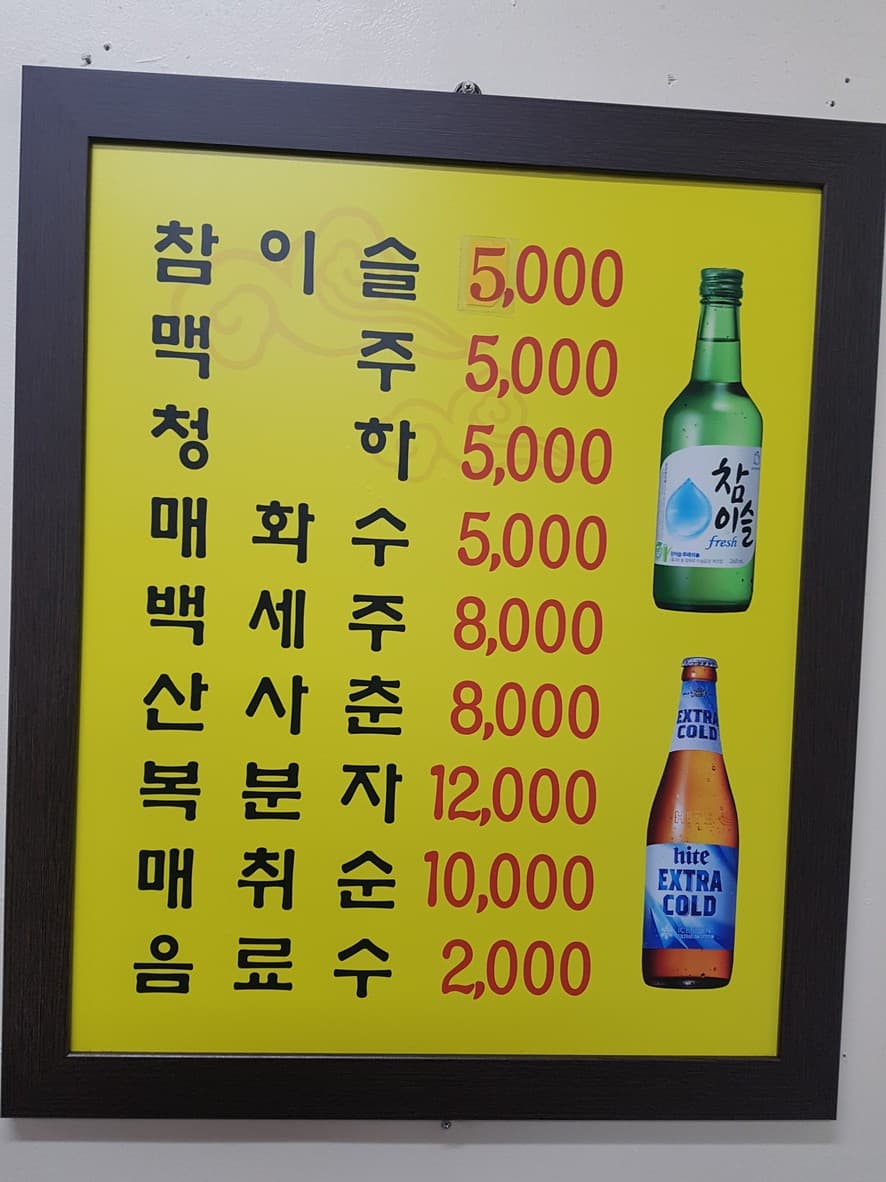 참 이 슬 5,000
맥 주 5,000
청 하 5,000
매 화 수 5,000
백 세 주 8,000
산 사 춘 8,000
복 분 자 12,000
매 취 순 10,000
음 료 수 2,000
참
이슬
fresh
EXTRA
COLD
HITE
hite
EXTRA
COLD